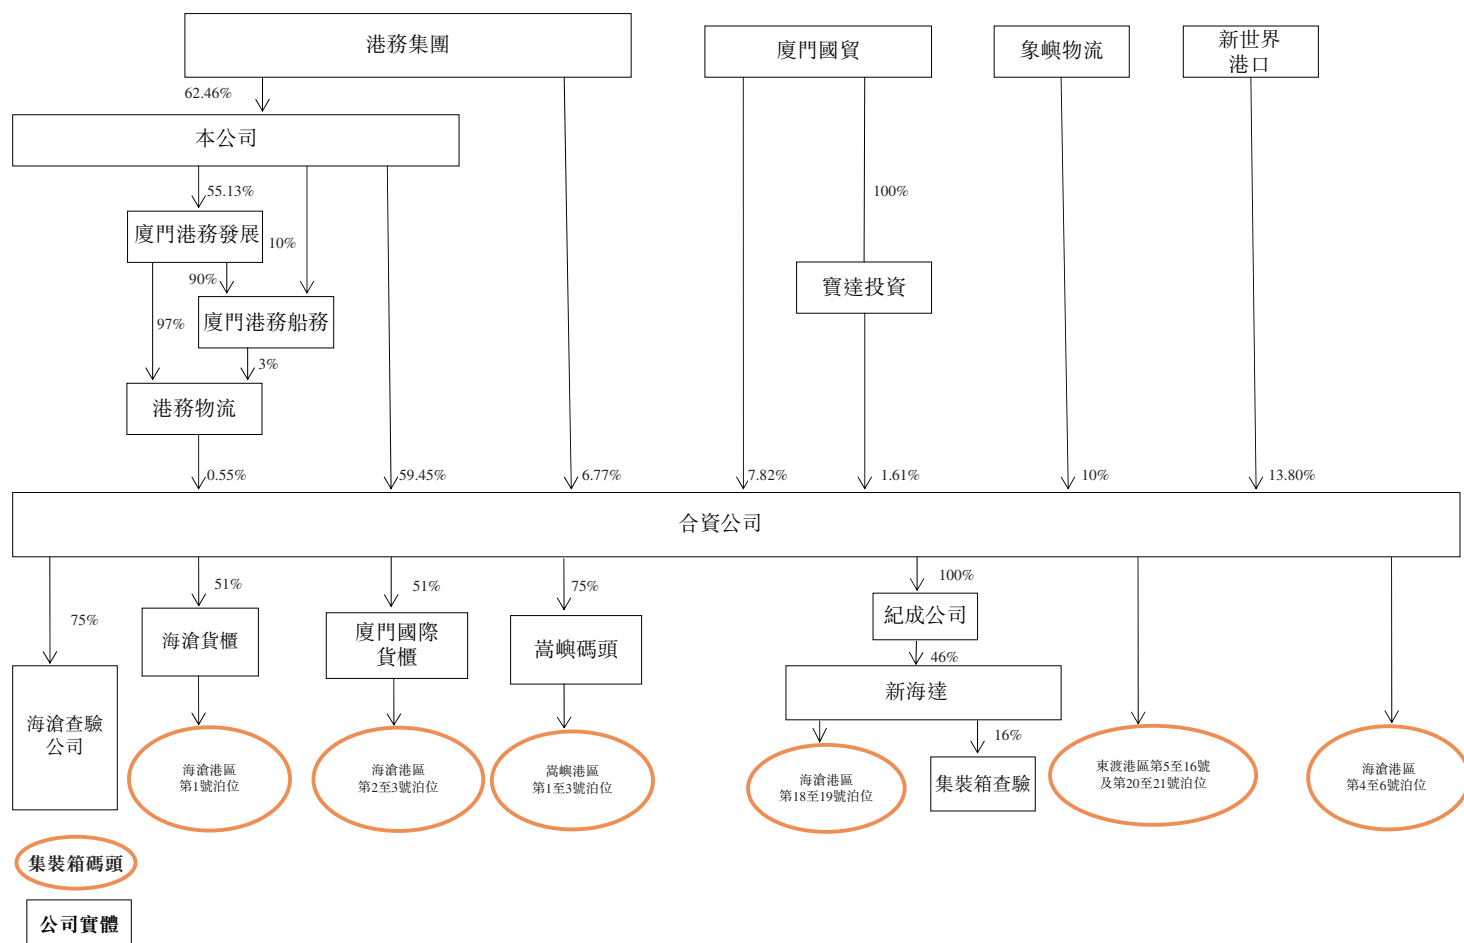 港務集團
廈門國貿
象嶼物流
新世界
港口
62.46%
本公司
55.13%
100%
廈門港務發展
10%
90%
寶達投資
廈門港務船務
97%
3%
港務物流
0.55%
59.45%
6.77%
7.82%
1.61%
10%
13.80%
合資公司
75%
51%
51%
75%
100%
海滄貨櫃
廈門國際
貨櫃
嵩嶼碼頭
紀成公司
46%
新海達
海滄查驗
公司
16%
海滄港區
第1號泊位
海滄港區
第2至3號泊位
嵩嶼港區
第1至3號泊位
海滄港區
第18至19號泊位
集裝箱查驗
東渡港區第5至16號
及第20至21號泊位
海滄港區
第4至6號泊位
集裝箱碼頭
公司實體